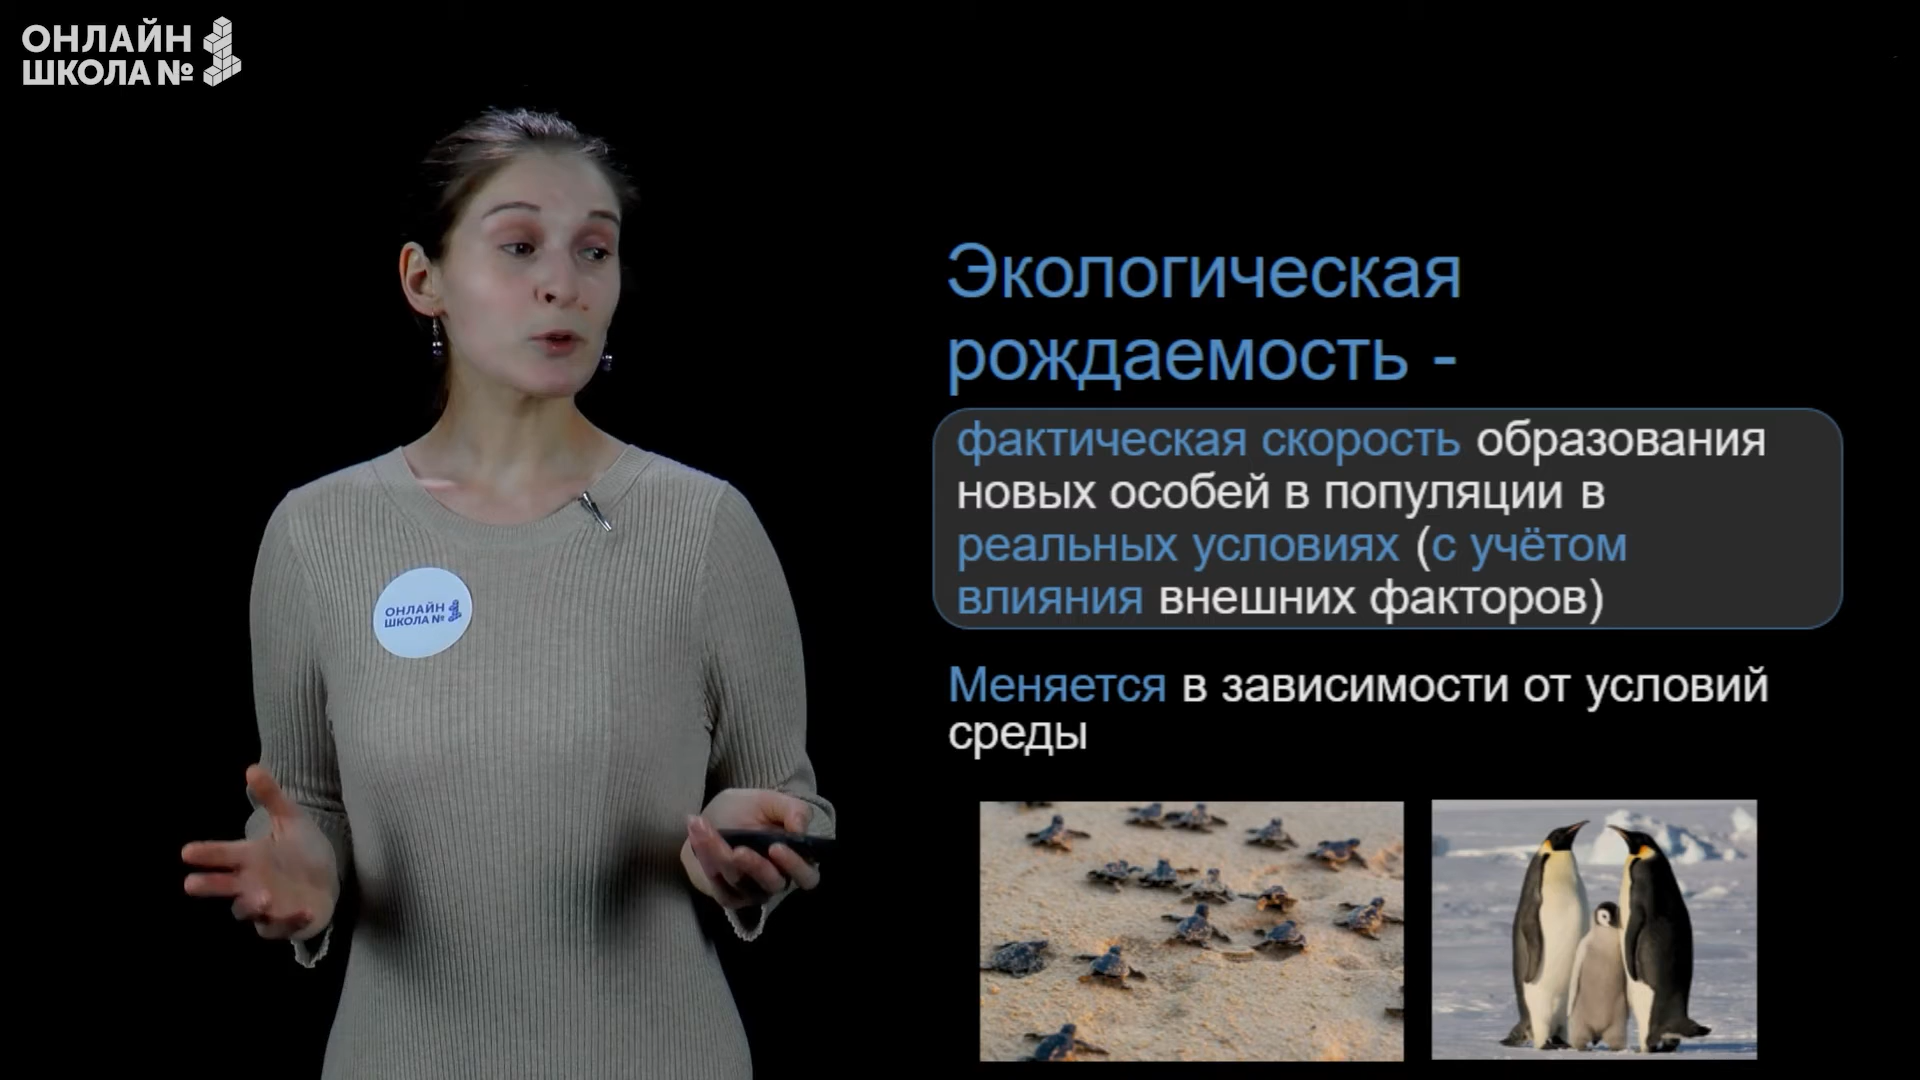 ОНЛАЙН
ШКОЛА №
Экологическая
рождаемость -
фактическая скорость образования
новых особей в популяции в
реальных условиях (с учётом
влияния внешних факторов)
Меняется в зависимости от условий
среды
ОНЛАЙН
ШКОЛА №